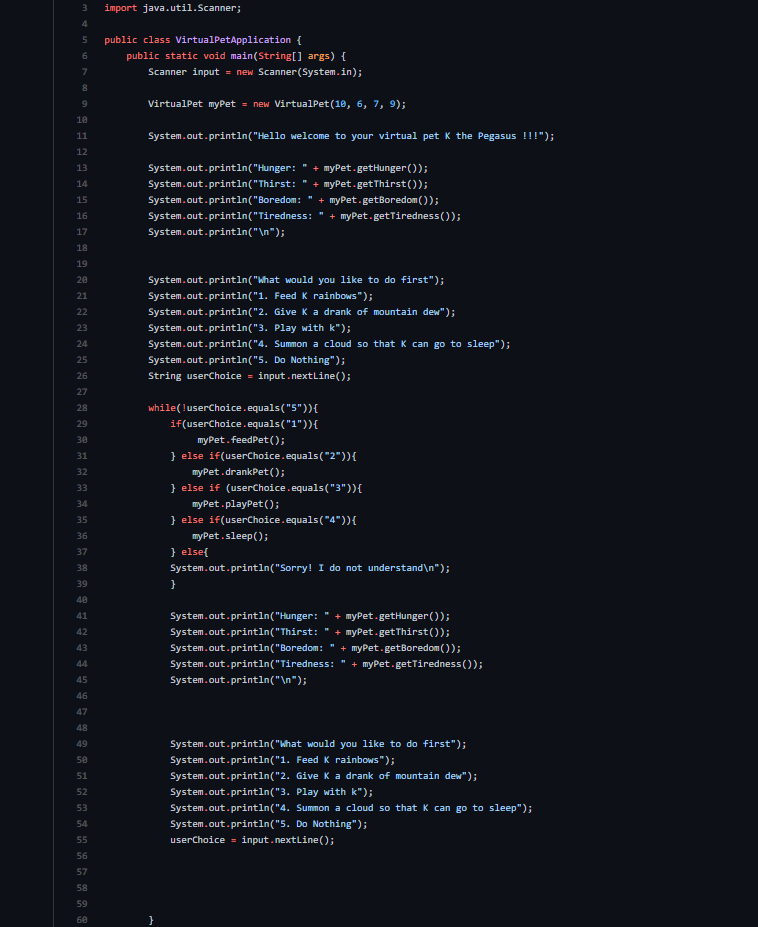 3 import java.util.Scanner;
4
5 public class VirtualPetApplication {
6 public static void main(String[] args) {
7 Scanner input = new Scanner(System.in);
8
9 VirtualPet myPet = new VirtualPet(10, 6, 7, 9);
10
11 System.out.println("Hello welcome to your virtual pet K the Pegasus !!!");
12
13 System.out.println("Hunger: " + myPet.getHunger());
14 System.out.println("Thirst: " + myPet.getThirst());
15 System.out.println("Boredom: " + myPet.getBoredom());
16 System.out.println("Tiredness: " + myPet.getTiredness());
17 System.out.println("\n");
18
19
20 System.out.println("What would you like to do first");
21 System.out.println("1. Feed K rainbows");
22 System.out.println("2. Give K a drank of mountain dew");
23 System.out.println("3. Play with k");
24 System.out.println("4. Summon a cloud so that K can go to sleep");
25 System.out.println("5. Do Nothing");
26 String userChoice = input.nextLine();
27
28 while(!userChoice.equals("5")){
29 if(userChoice.equals("1")){
30 myPet.feedPet();
31 } else if(userChoice.equals("2")){
32 myPet.drankPet();
33 } else if (userChoice.equals("3")){
34 myPet.playPet();
35 } else if(userChoice.equals("4")){
36 myPet.sleep();
37 } else{
38 System.out.println("Sorry! I do not understand\n");
39 }
40
41 System.out.println("Hunger: " + myPet.getHunger());
42 System.out.println("Thirst: " + myPet.getThirst());
43 System.out.println("Boredom: " + myPet.getBoredom());
44 System.out.println("Tiredness: " + myPet.getTiredness());
45 System.out.println("\n");
46
47
48
49 System.out.println("What would you like to do first");
50 System.out.println("1. Feed K rainbows");
51 System.out.println("2. Give K a drank of mountain dew");
52 System.out.println("3. Play with k");
53 System.out.println("4. Summon a cloud so that K can go to sleep");
54 System.out.println("5. Do Nothing");
55 userChoice = input.nextLine();
56
57
58
59
60 }